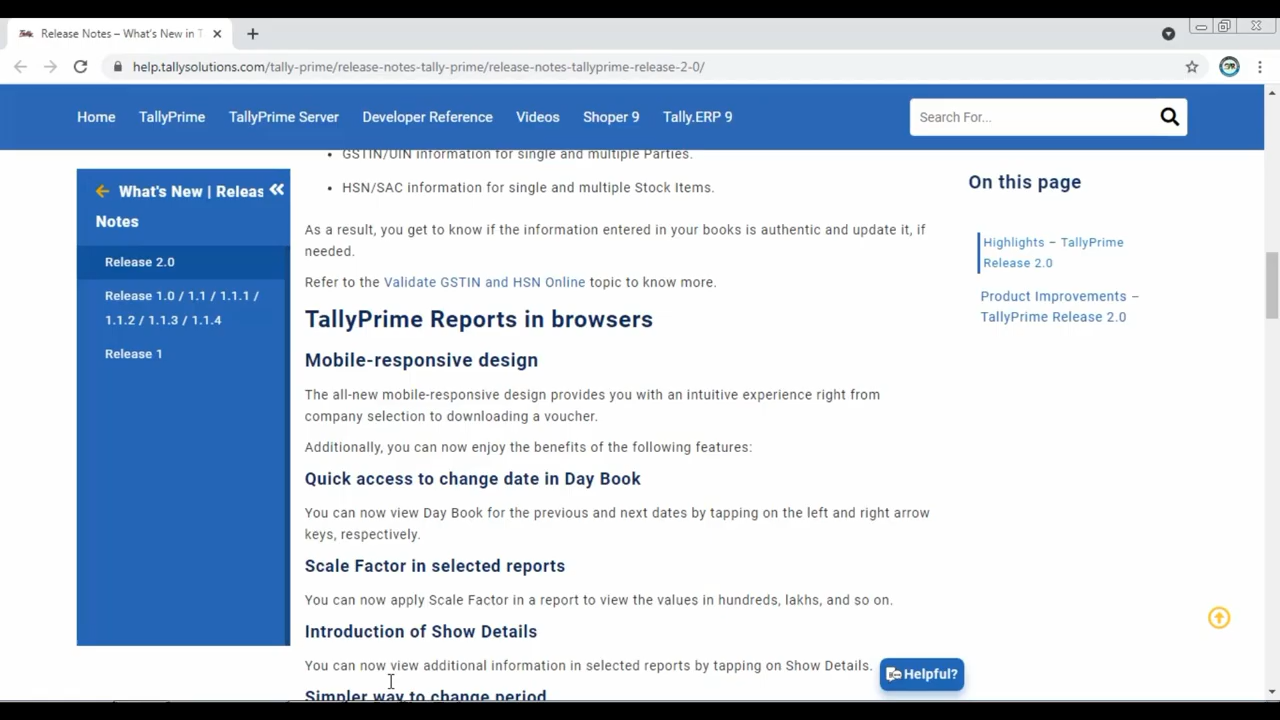 Release Notes – What's New in T
help.tallysolutions.com/tally-prime/release-notes-tally-prime/release-notes-tallyprime-release-2-0/
Home TallyPrime TallyPrime Server Developer Reference Videos Shoper 9 Tally.ERP 9
Search For...
What's New | Releas
Notes
Release 2.0
Release 1.0 / 1.1 / 1.1.1 /
1.1.2 / 1.1.3 / 1.1.4
Release 1
• GSTIN/UIN information for single and multiple Parties.
• HSN/SAC information for single and multiple Stock Items.
As a result, you get to know if the information entered in your books is authentic and update it, if
needed.
Refer to the Validate GSTIN and HSN Online topic to know more.
TallyPrime Reports in browsers
Mobile-responsive design
The all-new mobile-responsive design provides you with an intuitive experience right from
company selection to downloading a voucher.
Additionally, you can now enjoy the benefits of the following features:
Quick access to change date in Day Book
You can now view Day Book for the previous and next dates by tapping on the left and right arrow
keys, respectively.
Scale Factor in selected reports
You can now apply Scale Factor in a report to view the values in hundreds, lakhs, and so on.
Introduction of Show Details
You can now view additional information in selected reports by tapping on Show Details.
Simpler way to change period
On this page
Highlights – TallyPrime
Release 2.0
Product Improvements –
TallyPrime Release 2.0
Helpful?